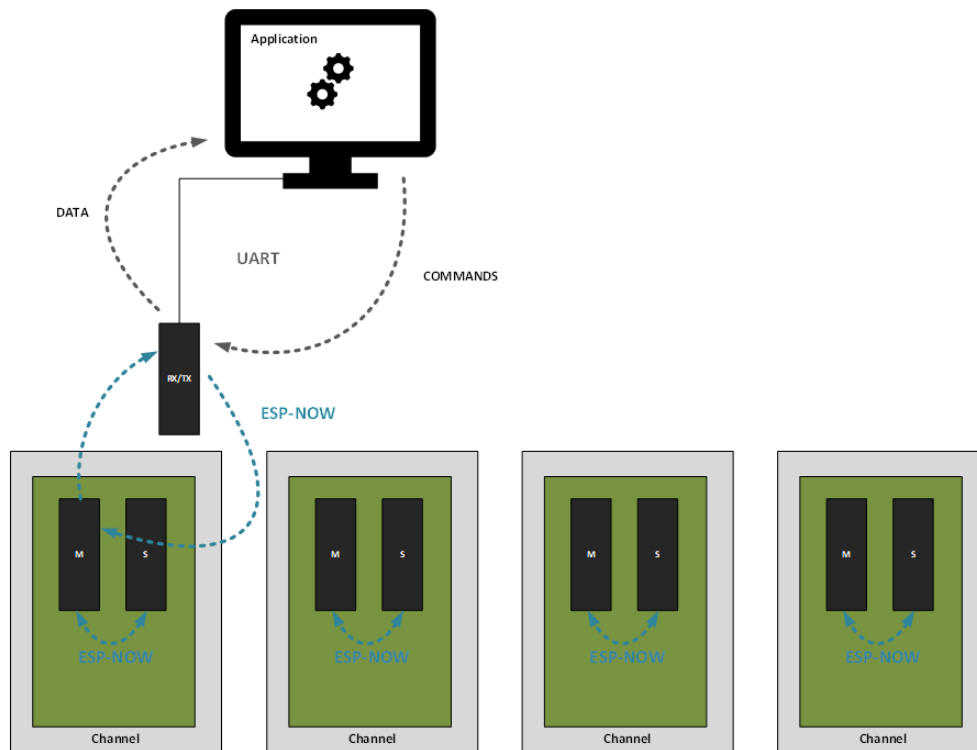 Application
DATA
UART
COMMANDS
RX/TX
ESP-NOW
M
S
M
S
M
S
M
S
ESP-NOW
ESP-NOW
ESP-NOW
ESP-NOW
Channel
Channel
Channel
Channel